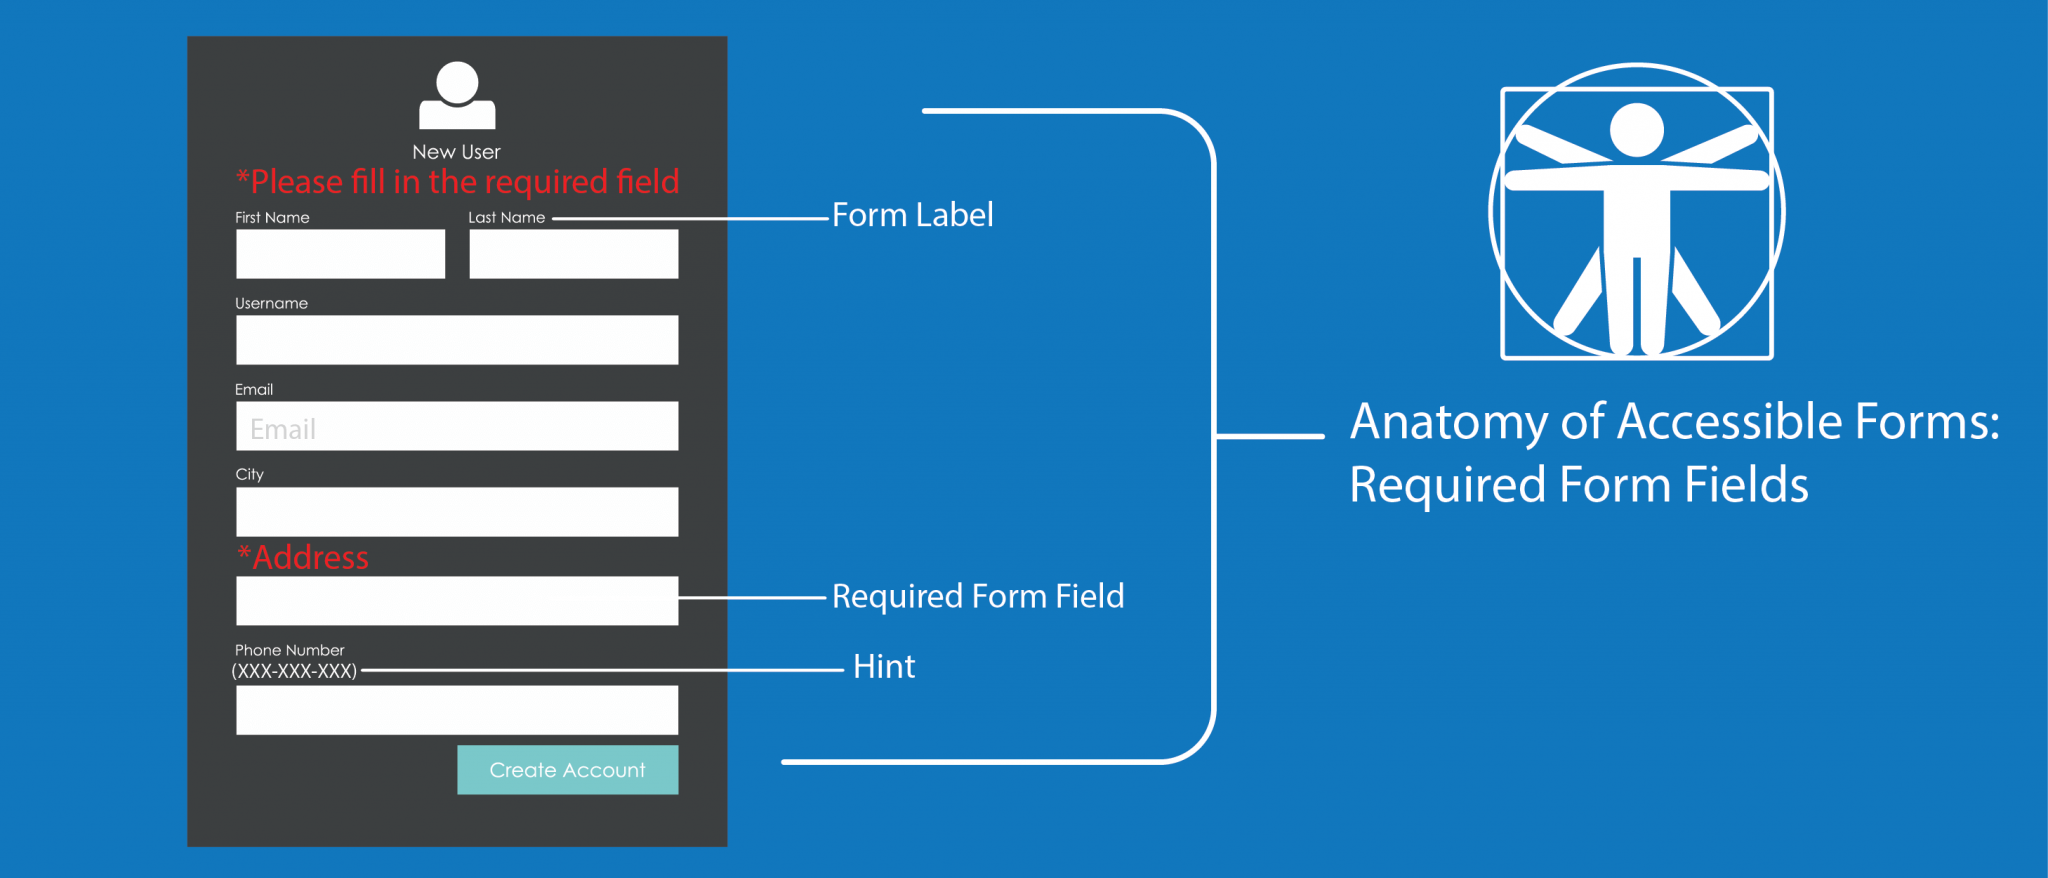 New User
*Please fill in the required field
First Name
Last Name
Form Label
Username
Email
Email
City
*Address
Required Form Field
Phone Number
(XXX-XXX-XXX)
Hint
Create Account
Anatomy of Accessible Forms:
Required Form Fields